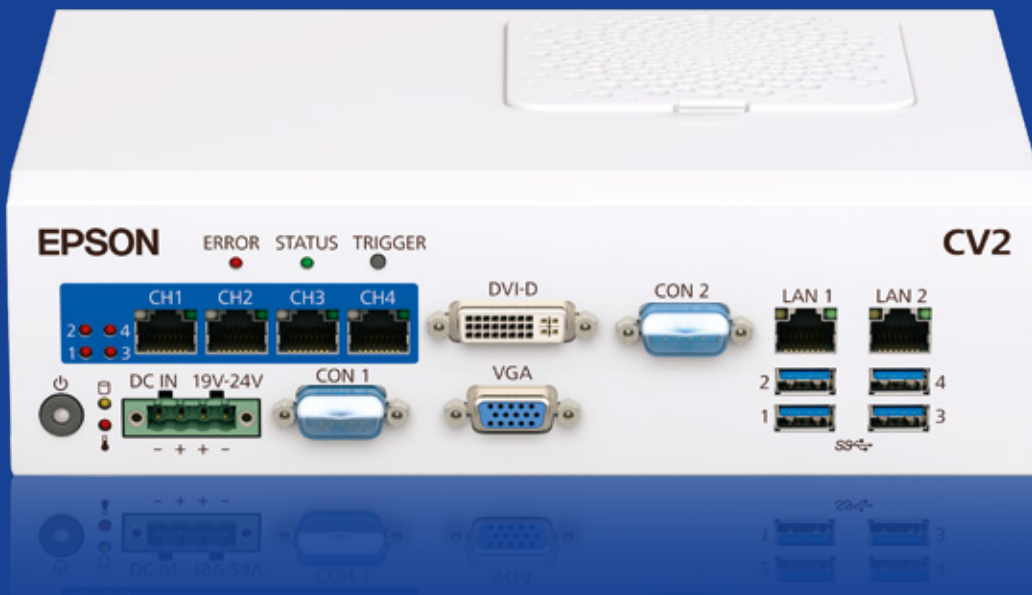 EPSON
ERROR STATUS TRIGGER
CV2
CH1 CH2 CH3 CH4
2 4
1 3
DVI-D
CON 2
LAN 1 LAN 2
DC IN 19V-24V
CON 1
VGA
2 4
1 3
- + + -
SS